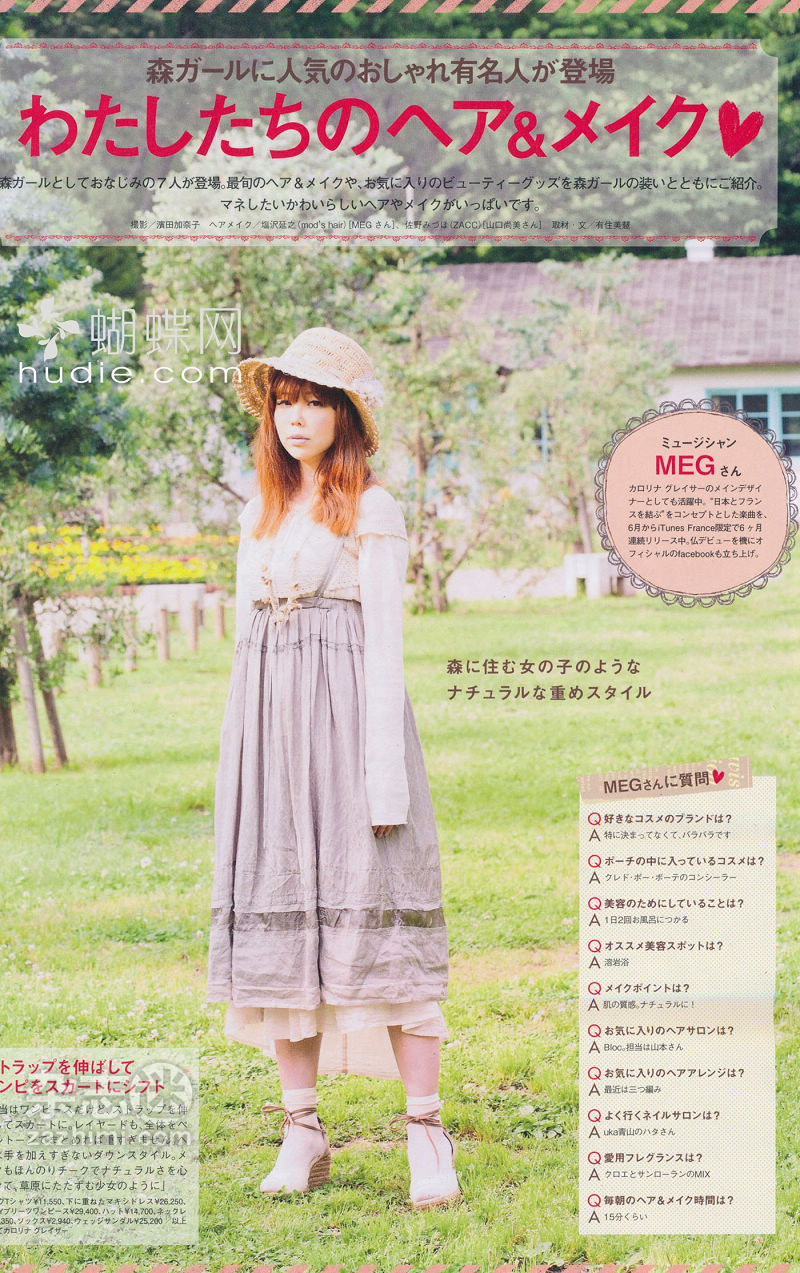 森ガールに人気のおしゃれ有名人が登場
わたしたちのヘア&メイク♥
森ガールとしておなじみの7人が登場。最旬のヘア&メイクや、お気に入りのビューティーグッズを森ガールの装いとともにご紹介。
マネしたいかわいらしいヘアやメイクがいっぱいです。
撮影／濱田加奈子 ヘアメイク／塩沢延之(mod's hair)[MEGさん]、佐野みづほ(ZACC)[山口尚美さん] 取材・文／有住美慧
蝴蝶网
hudie.com
ミュージシャン
MEGさん
カロリナ グレイサーのメインデザイ
ナーとしても活躍中。"日本とフラン
スを結ぶ"をコンセプトとした楽曲を、
6月からiTunes France限定で6ヶ月
連続リリース中。仏デビューを機にオ
フィシャルのfacebookも立ち上げ。
森に住む女の子のような
ナチュラルな重めスタイル
MEGさんに質問♥
Q 好きなコスメのブランドは？
A 特に決まってなくて、バラバラです
Q ポーチの中に入っているコスメは？
A クレ・ド・ポー ボーテのコンシーラー
Q 美容のためにしていることは？
A 1日2回お風呂につかる
Q オススメ美容スポットは？
A 溶岩浴
Q メイクポイントは？
A 肌の質感。ナチュラルに！
Q お気に入りのヘアサロンは？
A Bloc。担当は山本さん
Q お気に入りのヘアアレンジは？
A 最近は三つ編み
Q よく行くネイルサロンは？
A uka青山のハタさん
Q 愛用フレグランスは？
A クロエとサンローランのMIX
Q 毎朝のヘア&メイク時間は？
A 15分くらい
トラップを伸ばして
ンピをスカートにシフト
当はワンピースだけど、ストラップを伸
てスカートに。レイヤードも、全体をベ
ットーンでまとめれば重すぎません。
手を加えすぎないダウンスタイル。メ
もほんのりチークでナチュラルさを心
て、草原にたたずむ少女のように」
グTシャツ¥11,550、下に重ねたマキシドレス¥26,250、
プリーツワンピース¥29,400、ハット¥14,700、ネックレ
,350、ソックス¥2,940、ウェッジサンダル¥25,200 以上
てカロリナ グレイサー